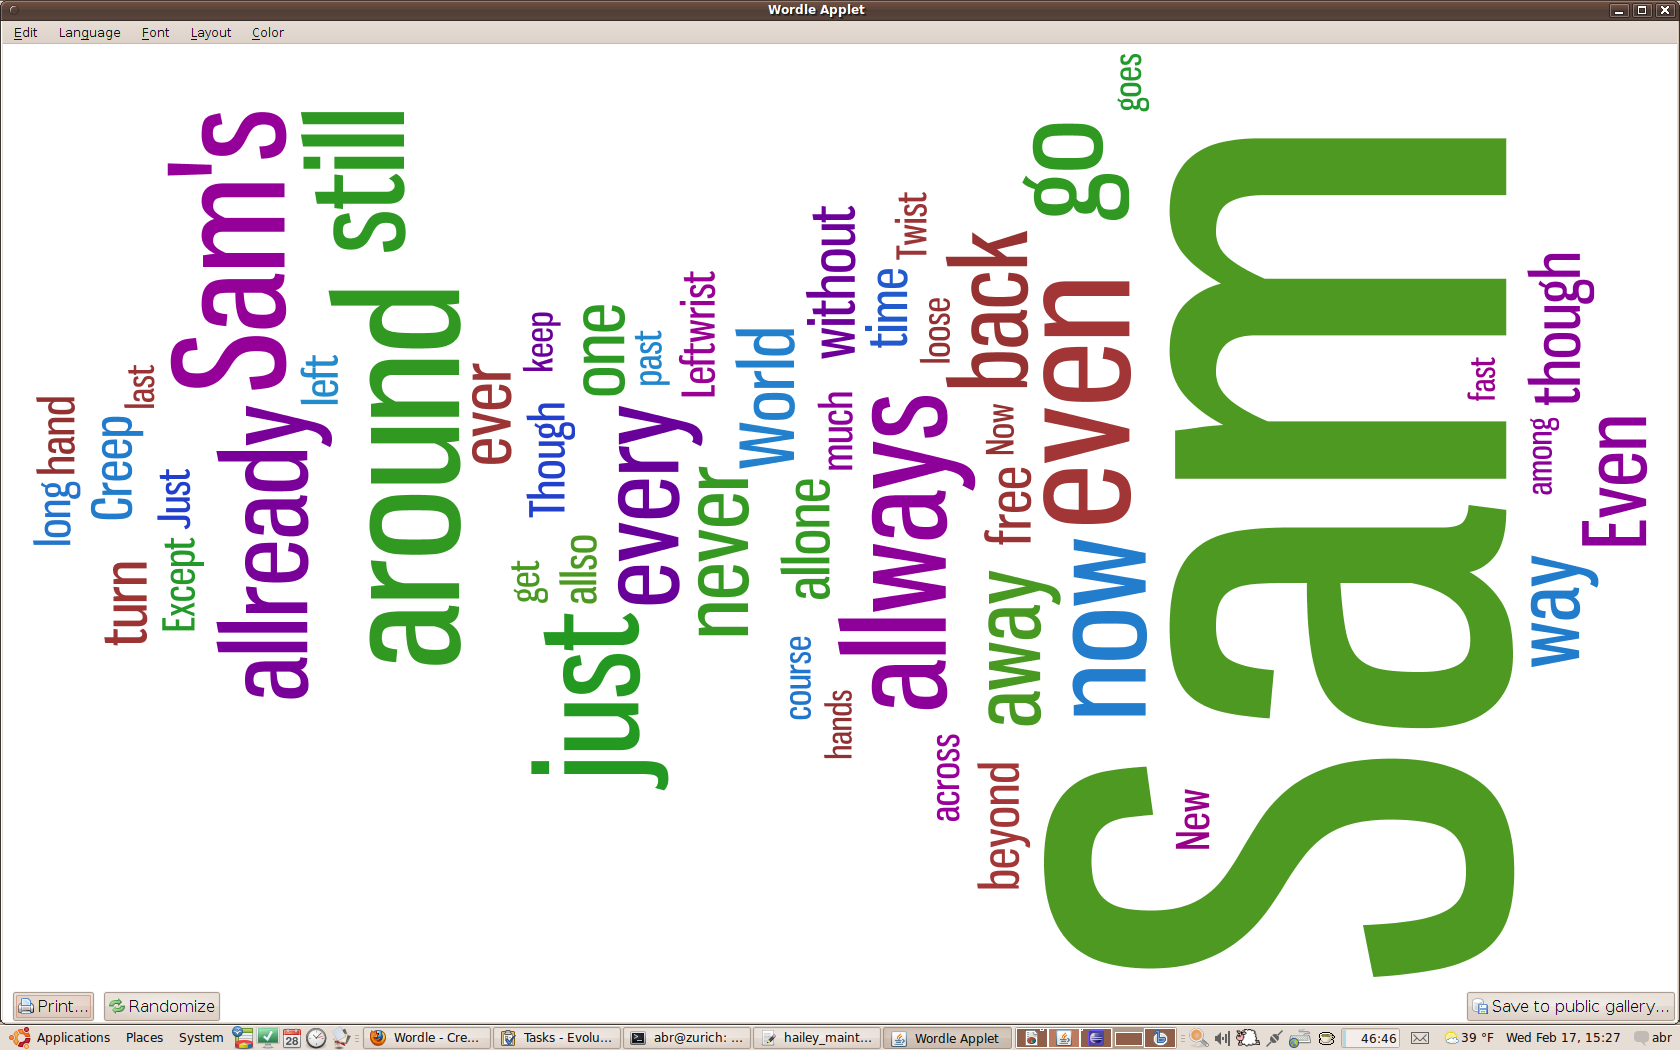 Wordle Applet
Edit Language Font Layout Color
goes
Sam's
still
go
Twist
without
back
though
Leftwrist
time
even
around
loose
one
keep
past
world
left
last
ever
fast
hand
much
allways
Now
Though
every
allready
Creep
among
Even
long
Just
never
free
allone
Sam
Except
get
allso
now
way
turn
away
just
course
hands
across
beyond
New
Print...
Randomize
Save to public gallery...
Applications Places System 28 Wordle - Cre... Tasks - Evolu... abr@zurich: ... hailey_maint... Wordle Applet 46:46 39 °F Wed Feb 17, 15:27 abr